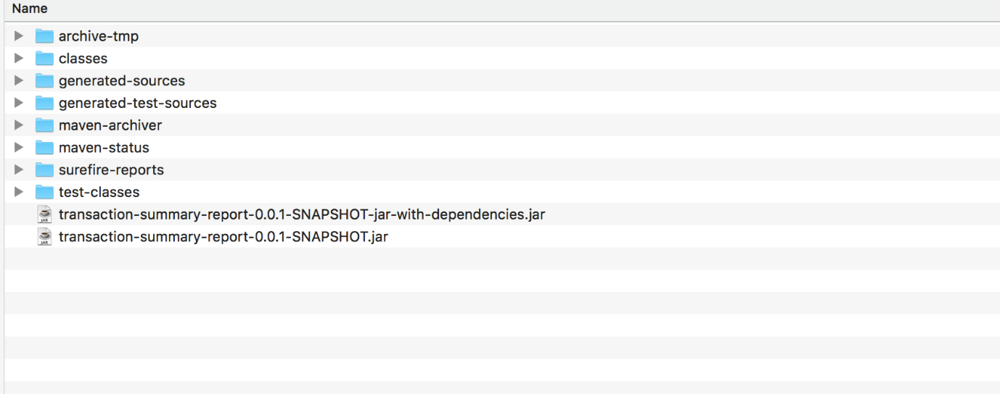 Name
archive-tmp
classes
generated-sources
generated-test-sources
maven-archiver
maven-status
surefire-reports
test-classes
transaction-summary-report-0.0.1-SNAPSHOT-jar-with-dependencies.jar
transaction-summary-report-0.0.1-SNAPSHOT.jar